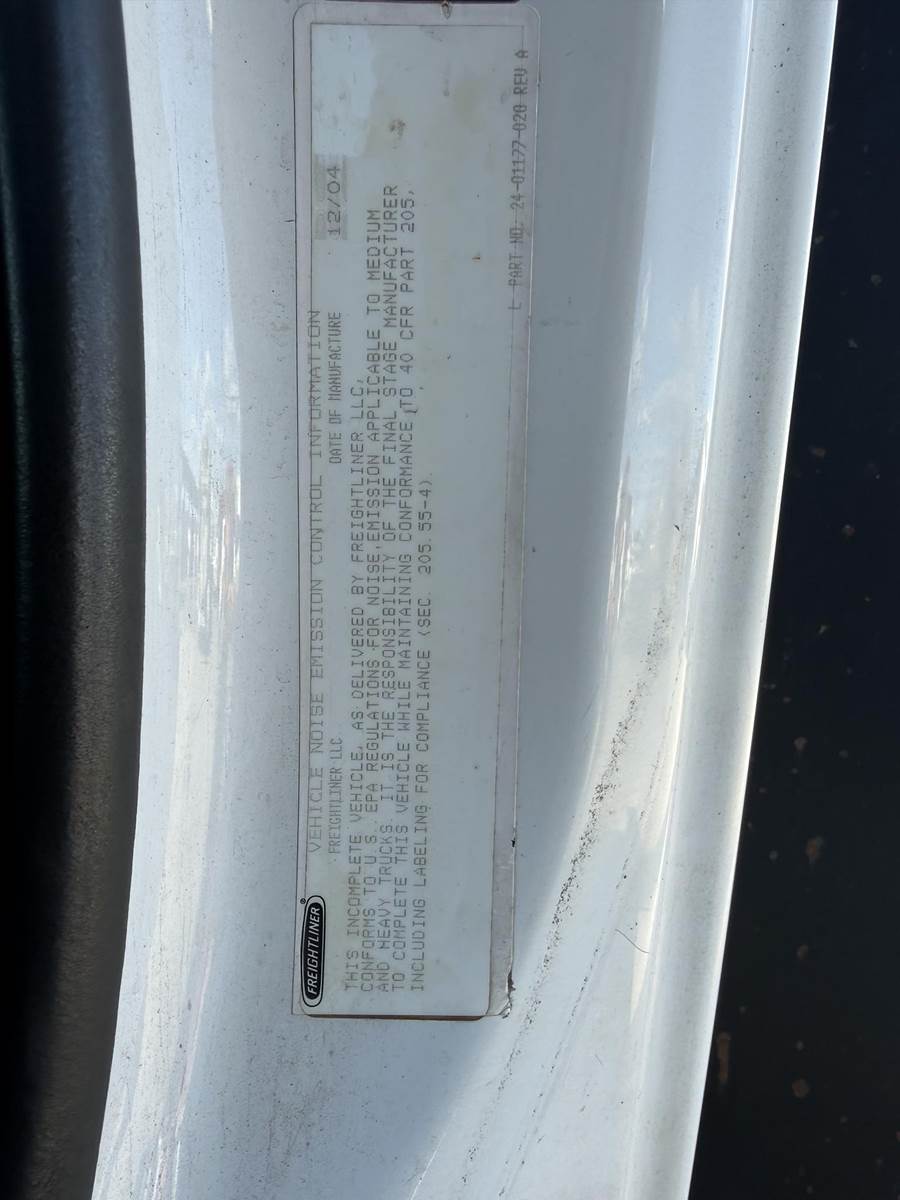 FREIGHTLINER®
VEHICLE NOISE EMISSION CONTROL INFORMATION
FREIGHTLINER LLC DATE OF MANUFACTURE 12/04
THIS INCOMPLETE VEHICLE, AS DELIVERED BY FREIGHTLINER LLC,
CONFORMS TO U.S. EPA REGULATIONS FOR NOISE EMISSION APPLICABLE TO MEDIUM
AND HEAVY TRUCKS. IT IS THE RESPONSIBILITY OF THE FINAL STAGE MANUFACTURER
TO COMPLETE THIS VEHICLE WHILE MAINTAINING CONFORMANCE TO 40 CFR PART 205,
INCLUDING LABELING FOR COMPLIANCE (SEC. 205.55-4).
L PART NO. 24-01177-020 REV A